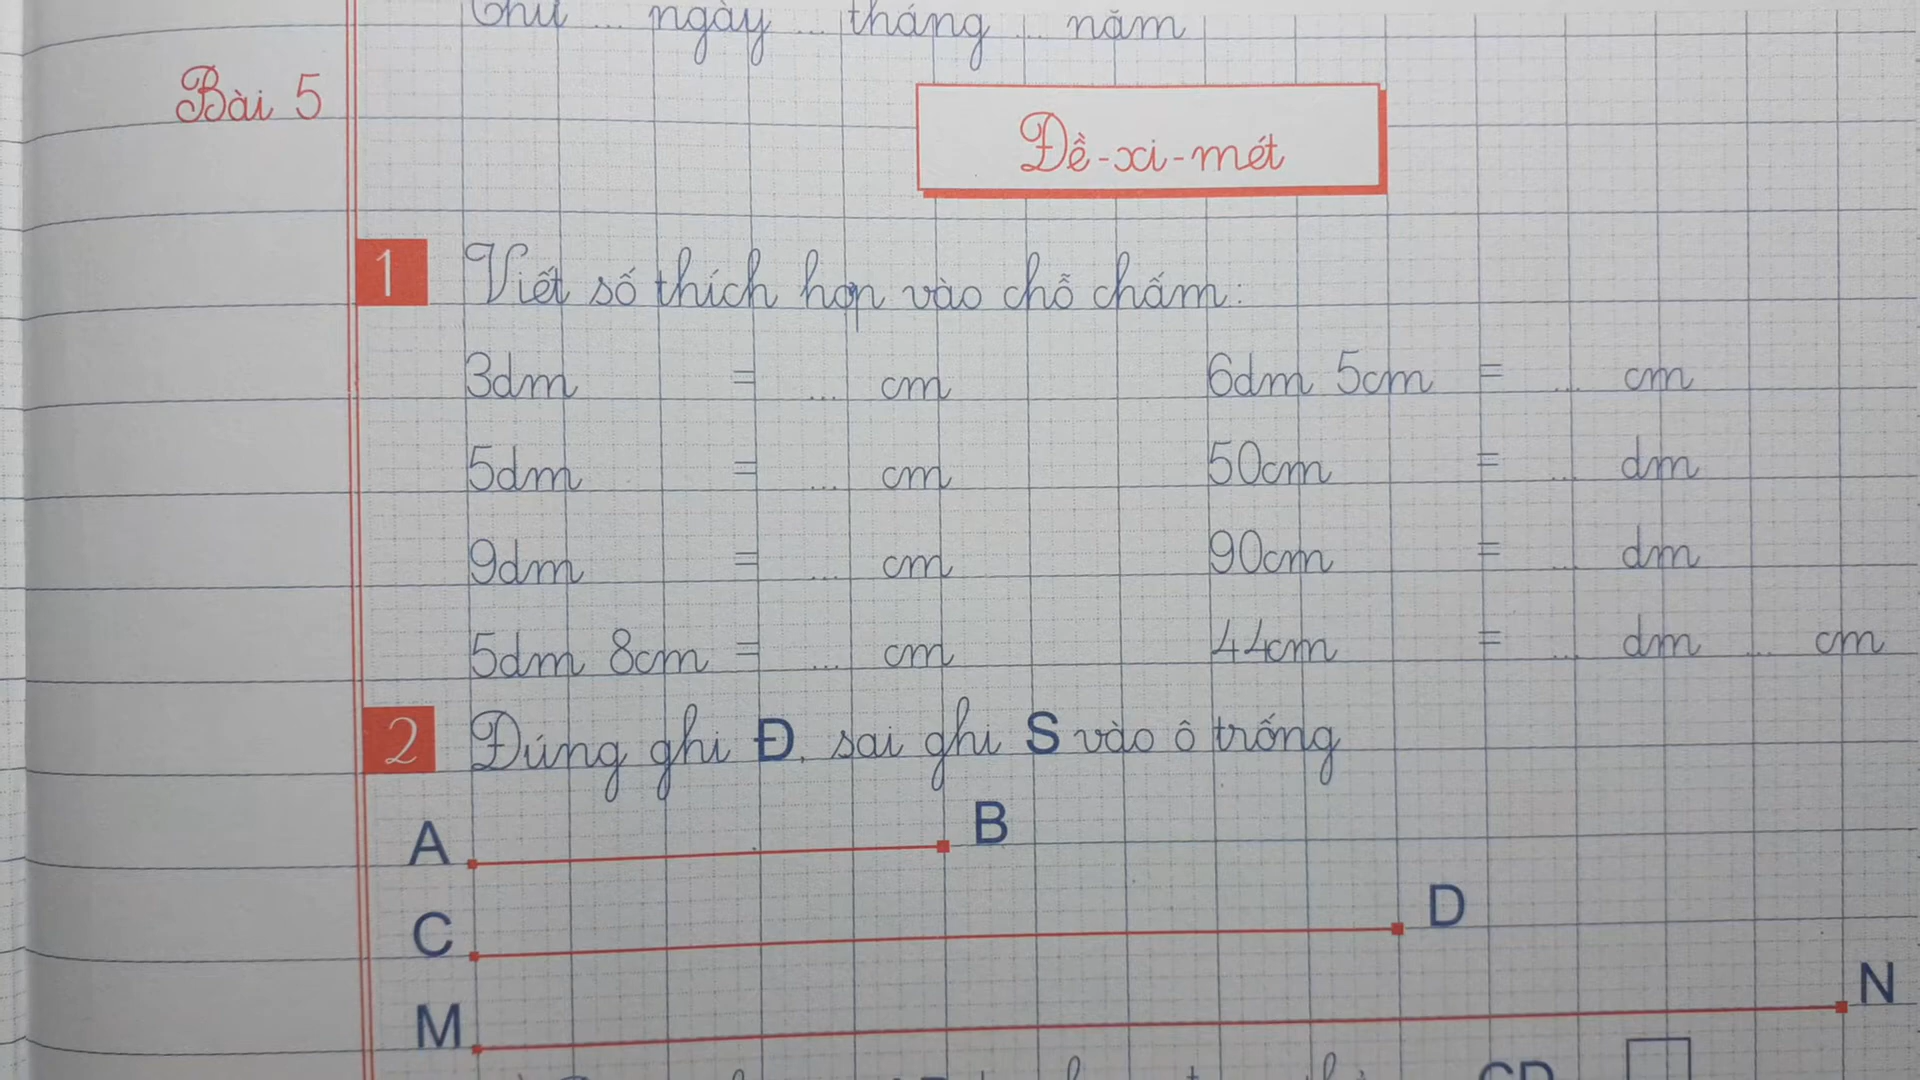 Thứ ... ngày ... tháng ... năm
Bài 5
Đề-xi-mét
1 Viết số thích hợp vào chỗ chấm:
3dm = ... cm 6dm 5cm = ... cm
5dm = ... cm 50cm = ... dm
9dm = ... cm 90cm = ... dm
5dm 8cm = ... cm 44cm = ... dm ... cm
2 Đúng ghi Đ, sai ghi S vào ô trống
A B
C D
M N
CD